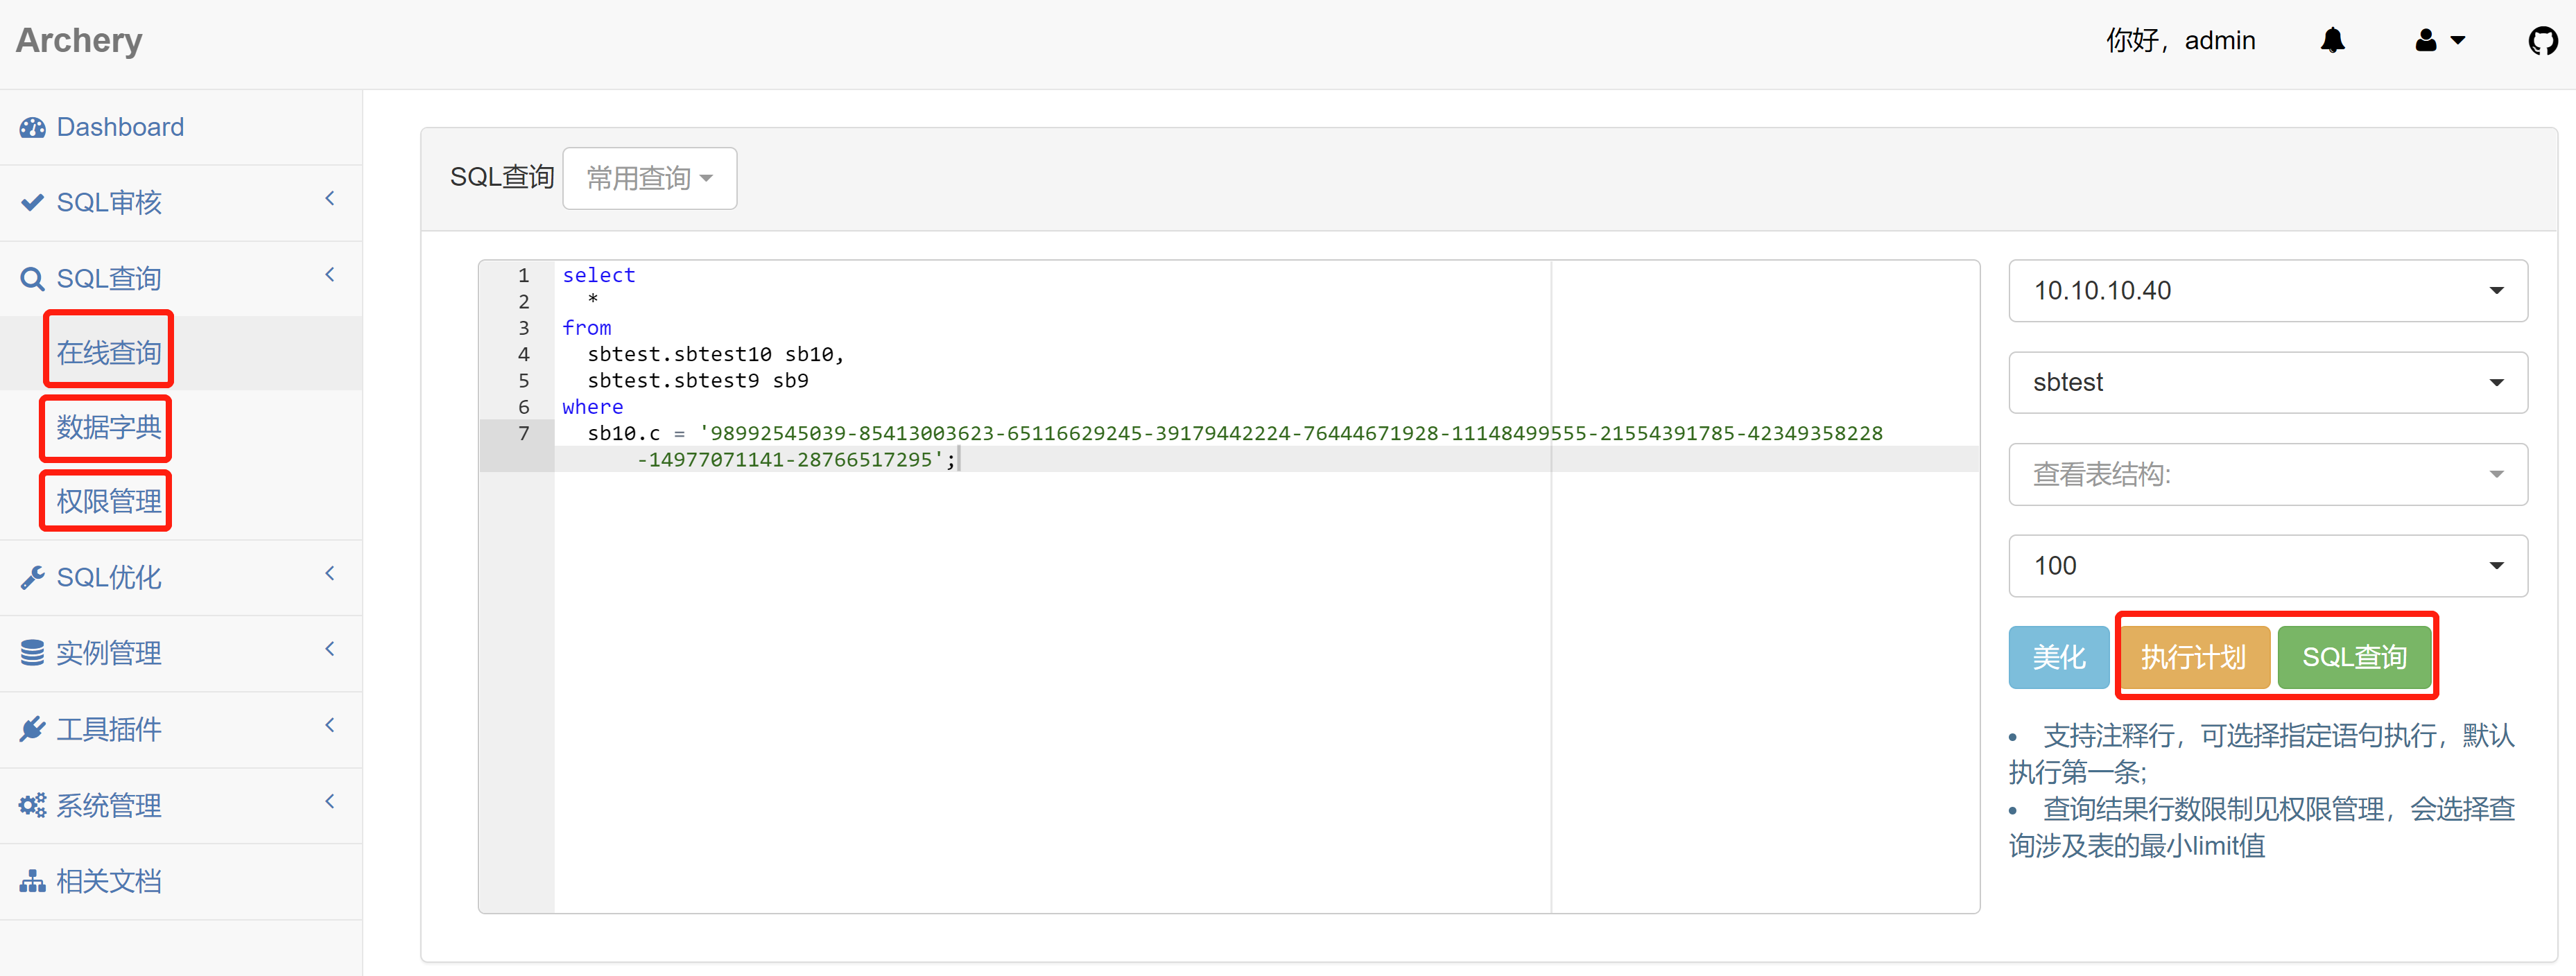 Archery
你好，admin
Dashboard
SQL审核
SQL查询
在线查询
数据字典
权限管理
SQL优化
实例管理
工具插件
系统管理
相关文档
SQL查询 常用查询
1 select
2 *
3 from
4 sbtest.sbtest10 sb10,
5 sbtest.sbtest9 sb9
6 where
7 sb10.c = '98992545039-85413003623-65116629245-39179442224-76444671928-11148499555-21554391785-42349358228
-14977071141-28766517295';
10.10.10.40
sbtest
查看表结构:
100
美化 执行计划 SQL查询
支持注释行，可选择指定语句执行，默认
执行第一条;
查询结果行数限制见权限管理，会选择查
询涉及表的最小limit值